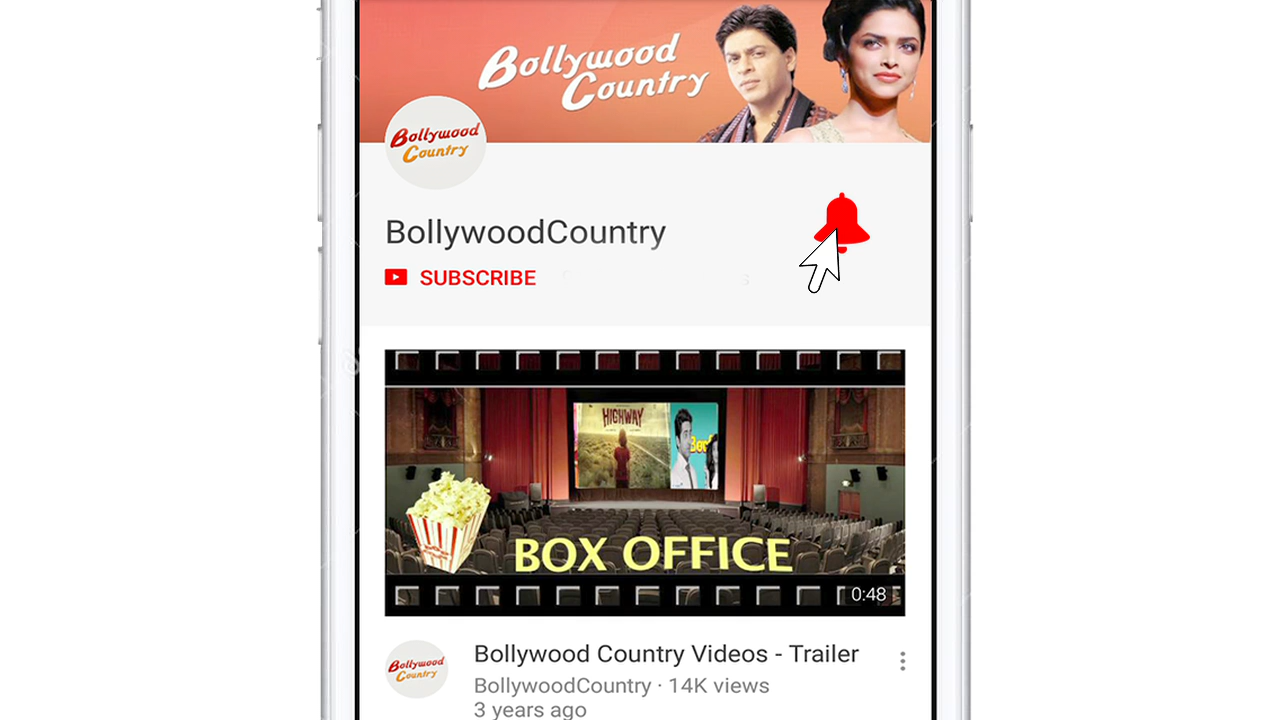 Bollywood
Country
Bollywood
Country
BollywoodCountry
SUBSCRIBE
HIGHWAY
BOX OFFICE
0:48
Bollywood
Country
Bollywood Country Videos - Trailer
BollywoodCountry · 14K views
3 years ago